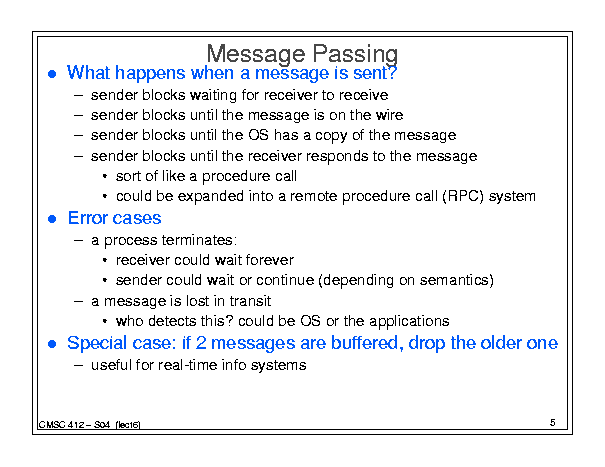 Message Passing
● What happens when a message is sent?
– sender blocks waiting for receiver to receive
– sender blocks until the message is on the wire
– sender blocks until the OS has a copy of the message
– sender blocks until the receiver responds to the message
• sort of like a procedure call
• could be expanded into a remote procedure call (RPC) system
● Error cases
– a process terminates:
• receiver could wait forever
• sender could wait or continue (depending on semantics)
– a message is lost in transit
• who detects this? could be OS or the applications
● Special case: if 2 messages are buffered, drop the older one
– useful for real-time info systems
CMSC 412 – S04 (lect6)
5